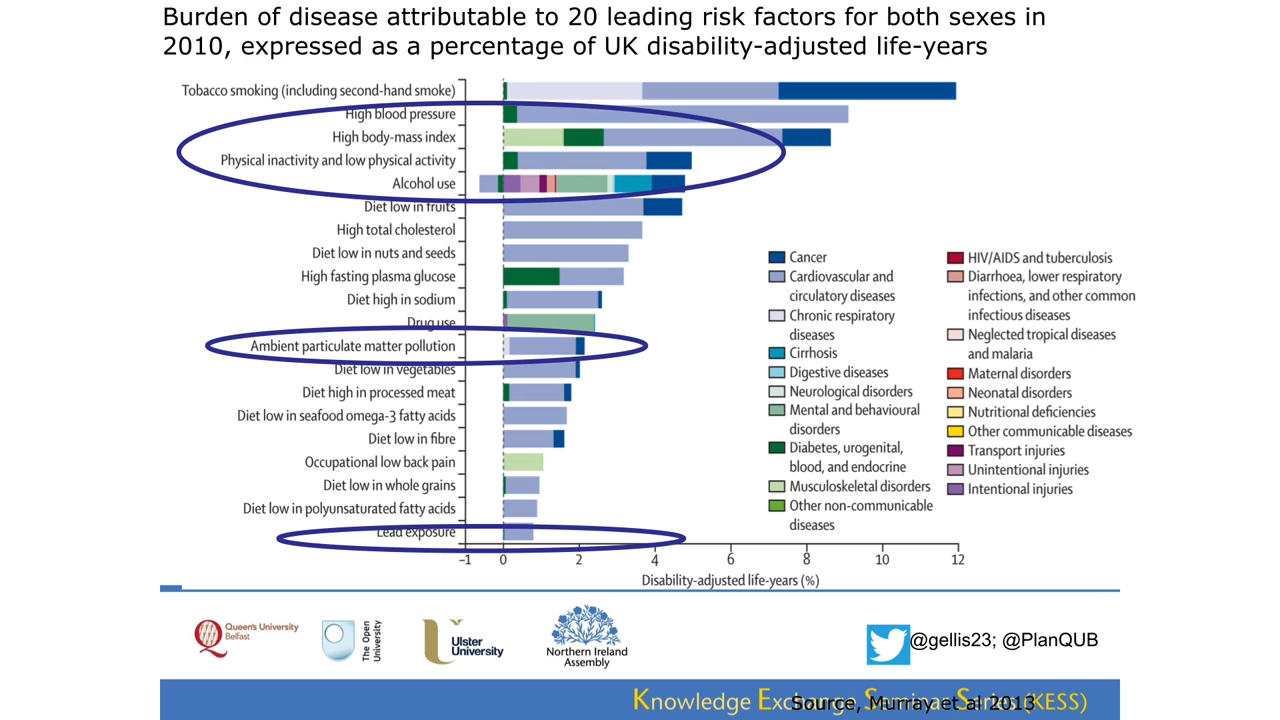 Burden of disease attributable to 20 leading risk factors for both sexes in
2010, expressed as a percentage of UK disability-adjusted life-years
Tobacco smoking (including second-hand smoke)
High blood pressure
High body-mass index
Physical inactivity and low physical activity
Alcohol use
Diet low in fruits
High total cholesterol
Diet low in nuts and seeds
High fasting plasma glucose
Diet high in sodium
Drug use
Ambient particulate matter pollution
Diet low in vegetables
Diet high in processed meat
Diet low in seafood omega-3 fatty acids
Diet low in fibre
Occupational low back pain
Diet low in whole grains
Diet low in polyunsaturated fatty acids
Lead exposure
–1 0 2 4 6 8 10 12
Disability-adjusted life-years (%)
Cancer
Cardiovascular and
circulatory diseases
Chronic respiratory
diseases
Cirrhosis
Digestive diseases
Neurological disorders
Mental and behavioural
disorders
Diabetes, urogenital,
blood, and endocrine
Musculoskeletal disorders
Other non-communicable
diseases
HIV/AIDS and tuberculosis
Diarrhoea, lower respiratory
infections, and other common
infectious diseases
Neglected tropical diseases
and malaria
Maternal disorders
Neonatal disorders
Nutritional deficiencies
Other communicable diseases
Transport injuries
Unintentional injuries
Intentional injuries
Queen's University
Belfast
The Open
University
Ulster
University
Northern Ireland
Assembly
@gellis23; @PlanQUB
Knowledge Exchange Seminar Series (KESS)
Source, Murray et al 2013